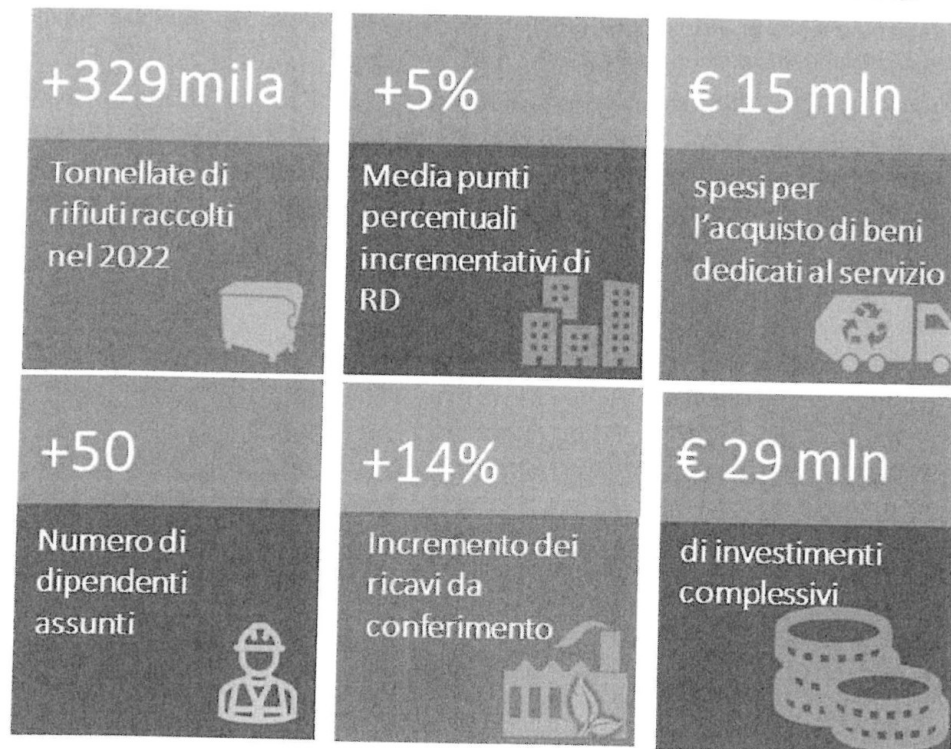 +329 mila
Tonnellate di
rifiuti raccolti
nel 2022
+5%
Media punti
percentuali
incrementativi di
RD
€ 15 mln
spesi per
l'acquisto di beni
dedicati al servizio
+50
Numero di
dipendenti
assunti
+14%
Incremento dei
ricavi da
conferimento
€ 29 mln
di investimenti
complessivi